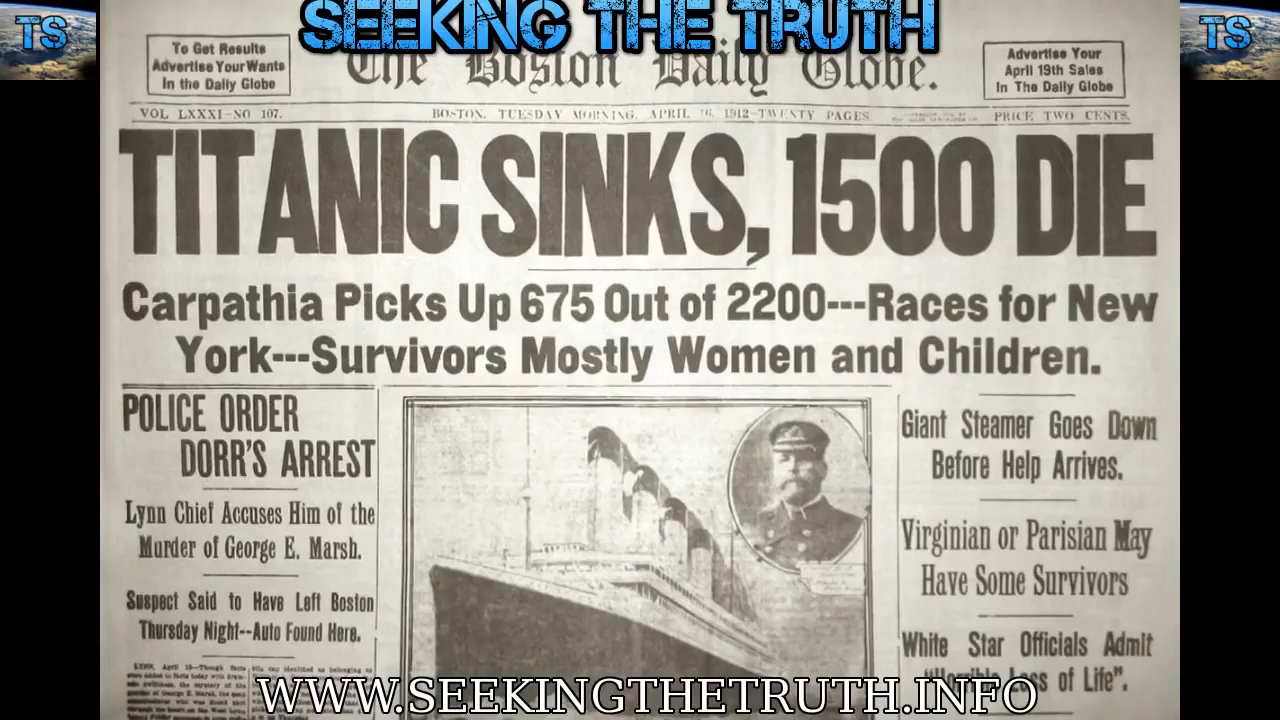 TS
SEEKING THE TRUTH
TS
To Get Results
Advertise Your Wants
In the Daily Globe
The Boston Daily Globe.
Advertise Your
April 19th Sales
In The Daily Globe
VOL LXXXI-NO 107.
BOSTON, TUESDAY MORNING, APRIL 16, 1912-TWENTY PAGES.
PRICE TWO CENTS.
TITANIC SINKS, 1500 DIE
Carpathia Picks Up 675 Out of 2200---Races for New
York---Survivors Mostly Women and Children.
POLICE ORDER
DORR'S ARREST
Lynn Chief Accuses Him of the
Murder of George E. Marsh.
Suspect Said to Have Left Boston
Thursday Night--Auto Found Here.
Giant Steamer Goes Down
Before Help Arrives.
Virginian or Parisian May
Have Some Survivors
White Star Officials Admit
"Horrible Loss of Life".
WWW.SEEKINGTHETRUTH.INFO